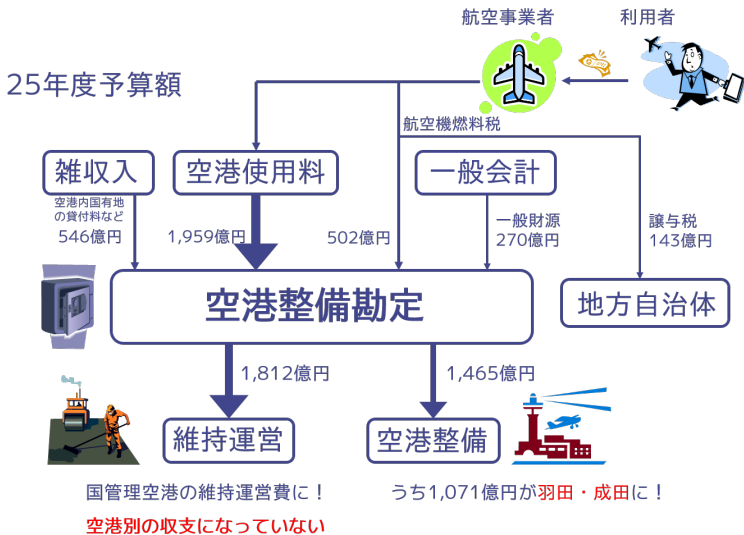 航空事業者
利用者
25年度予算額
航空機燃料税
雑収入
空港使用料
一般会計
空港内国有地
の貸付料など
546億円
1,959億円
502億円
一般財源
270億円
譲与税
143億円
空港整備勘定
地方自治体
1,812億円
1,465億円
維持運営
空港整備
国管理空港の維持運営費に!
うち1,071億円が羽田・成田に!
空港別の収支になっていない